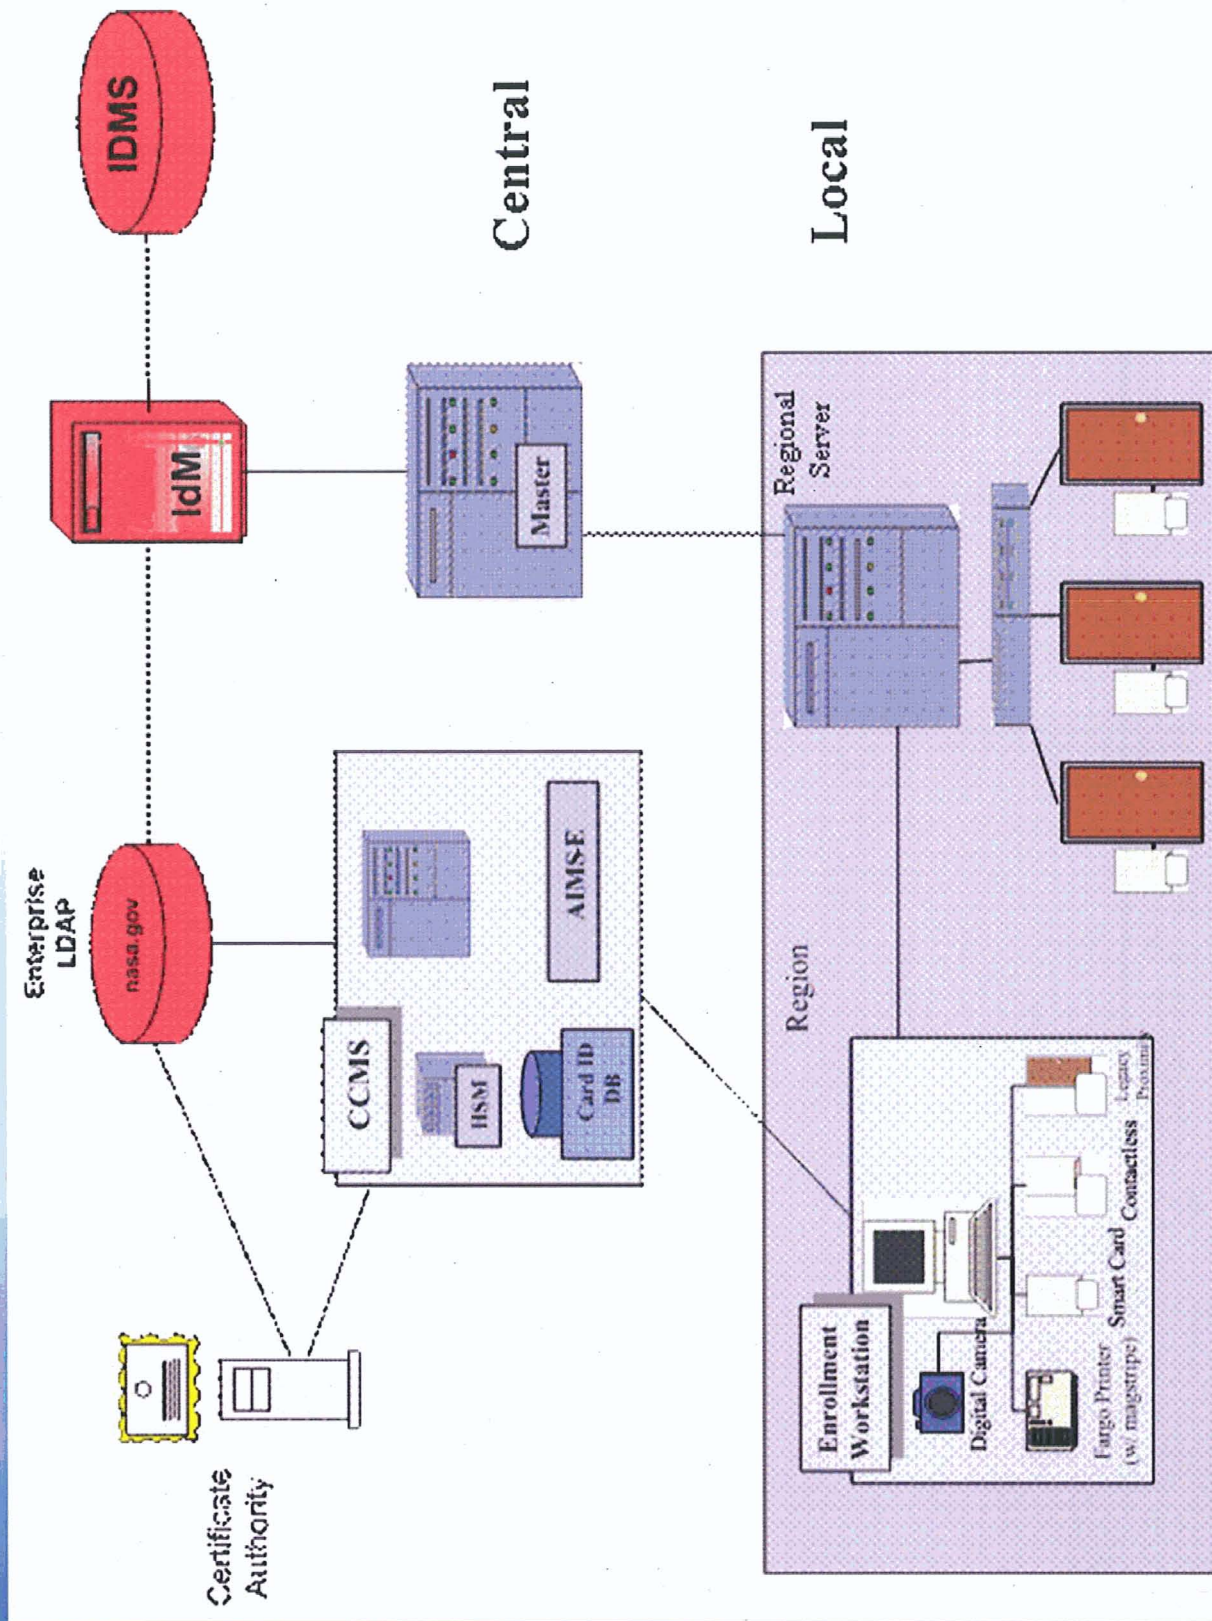 Certificate
Authority
Enterprise
LDAP
nasa.gov
IdM
IDMS
CCMS
HSM
Card ID
DB
AIMS-E
Master
Central
Local
Region
Regional
Server
Enrollment
Workstation
Digital Camera
Fargo Printer
(w/ magstripe)
Smart Card
Contactless
Legacy